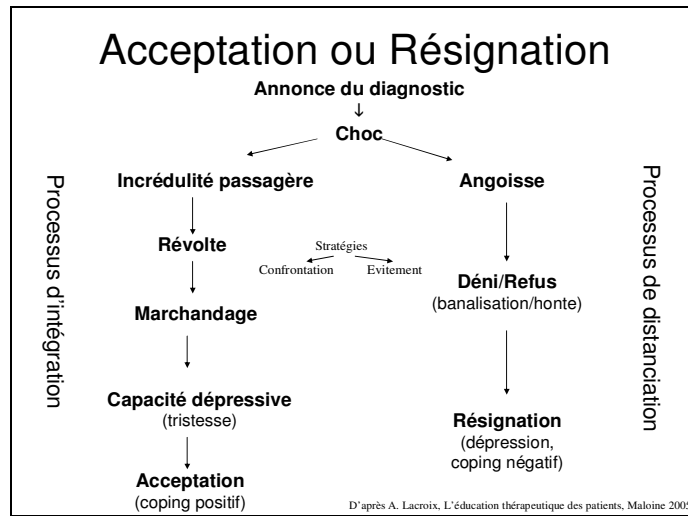 Acceptation ou Résignation
Annonce du diagnostic
Choc
Processus d'intégration
Incrédulité passagère
Révolte
Marchandage
Capacité dépressive
(tristesse)
Acceptation
(coping positif)
Stratégies
Confrontation
Evitement
Angoisse
Déni/Refus
(banalisation/honte)
Résignation
(dépression,
coping négatif)
Processus de distanciation
D'après A. Lacroix, L'éducation thérapeutique des patients, Maloine 2005